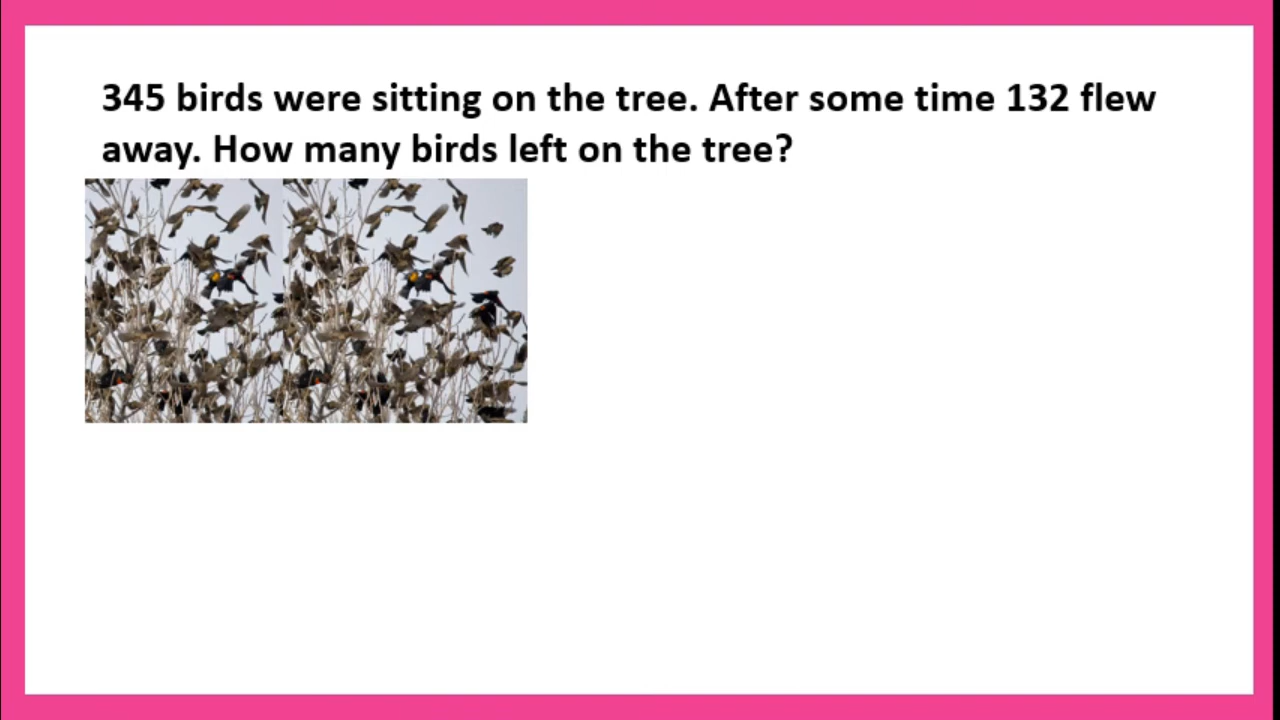 345 birds were sitting on the tree. After some time 132 flew
away. How many birds left on the tree?